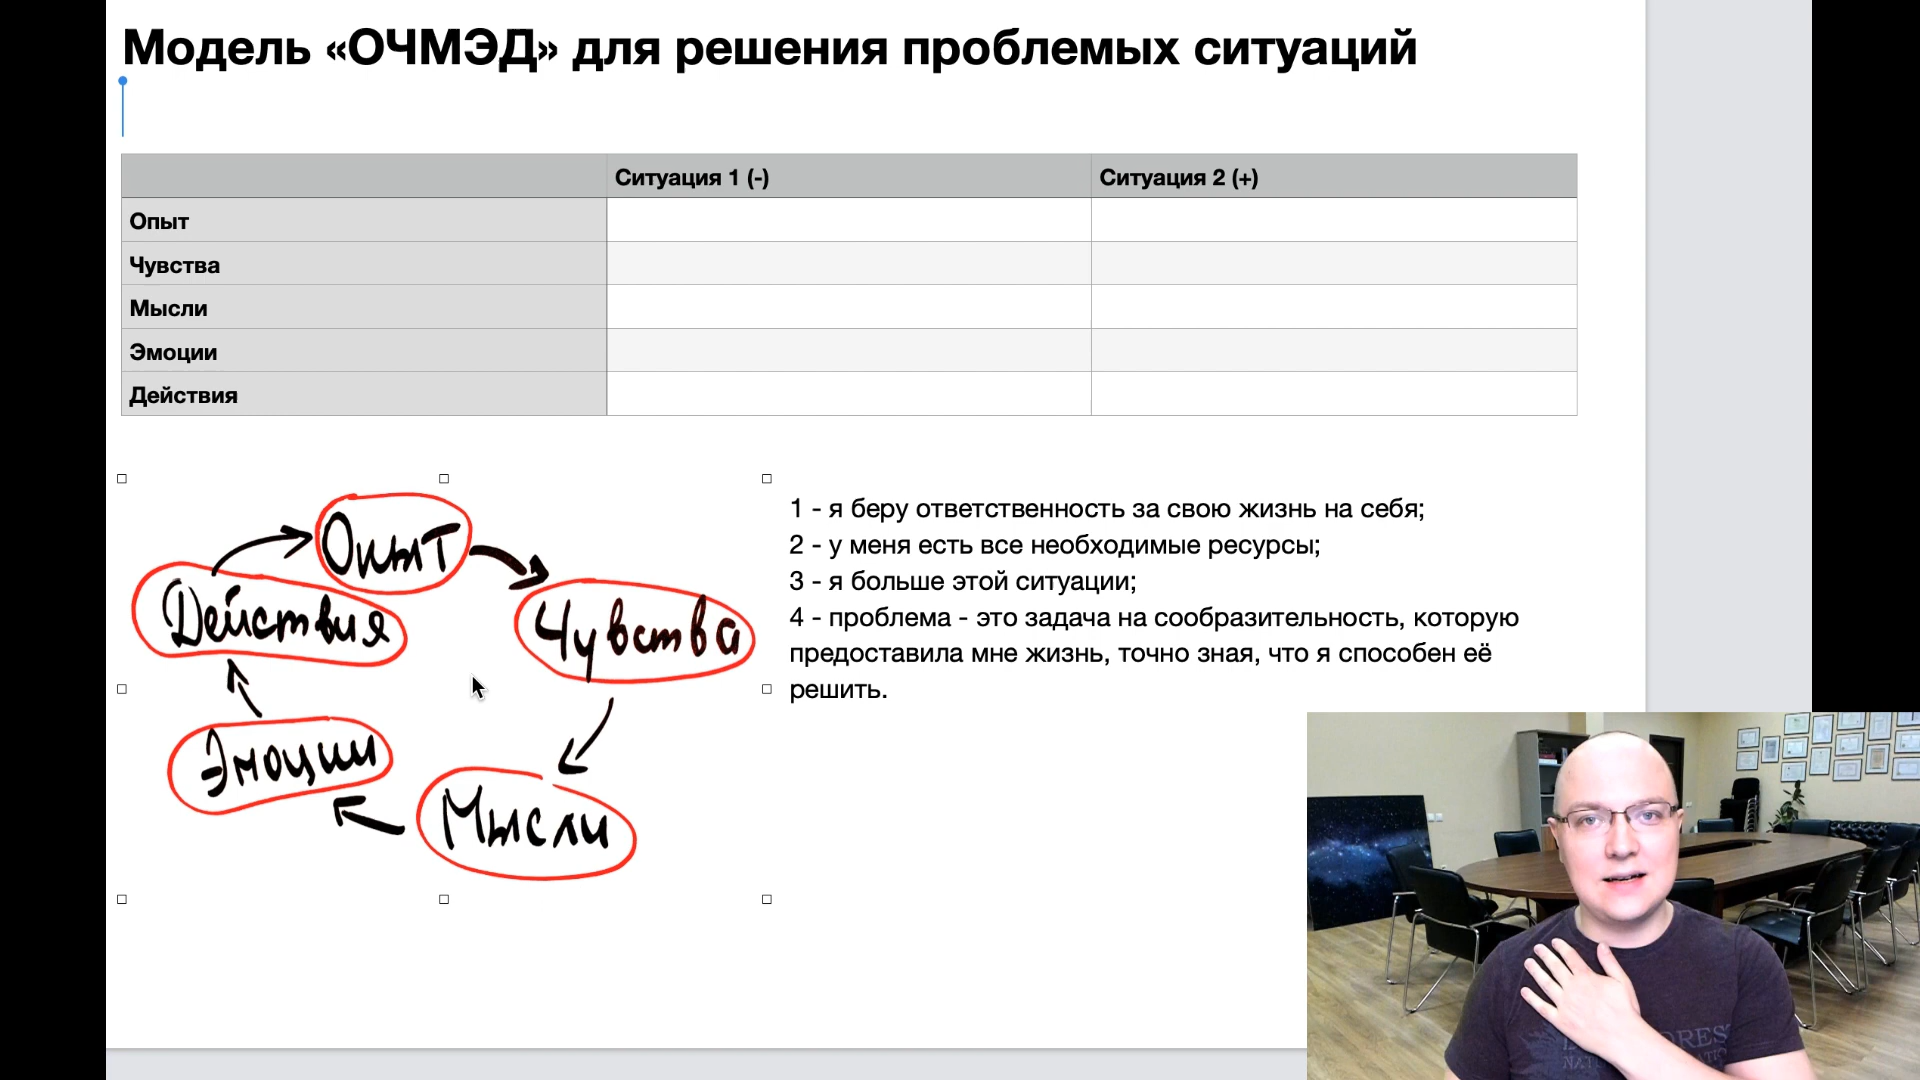 Модель «ОЧМЭД» для решения проблемых ситуаций
Ситуация 1 (-)
Ситуация 2 (+)
Опыт
Чувства
Мысли
Эмоции
Действия
Опыт
Действия
Чувства
Эмоции
Мысли
1 - я беру ответственность за свою жизнь на себя;
2 - у меня есть все необходимые ресурсы;
3 - я больше этой ситуации;
4 - проблема - это задача на сообразительность, которую
предоставила мне жизнь, точно зная, что я способен её
решить.